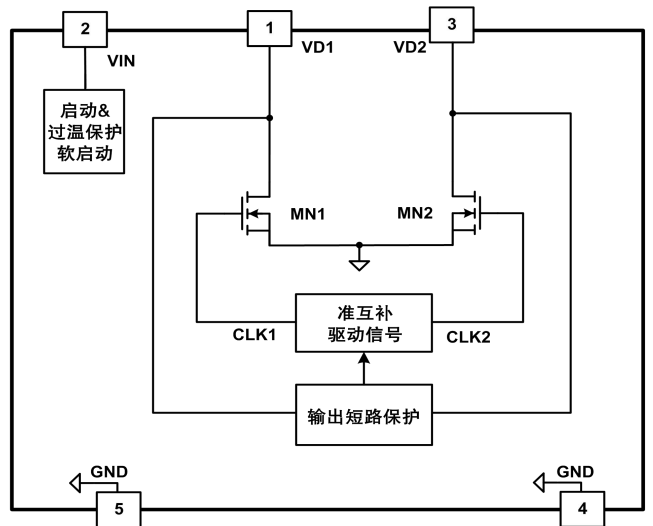 2
1
3
VIN
VD1
VD2
启动&
过温保护
软启动
MN1
MN2
准互补
驱动信号
CLK1
CLK2
输出短路保护
GND
GND
5
4